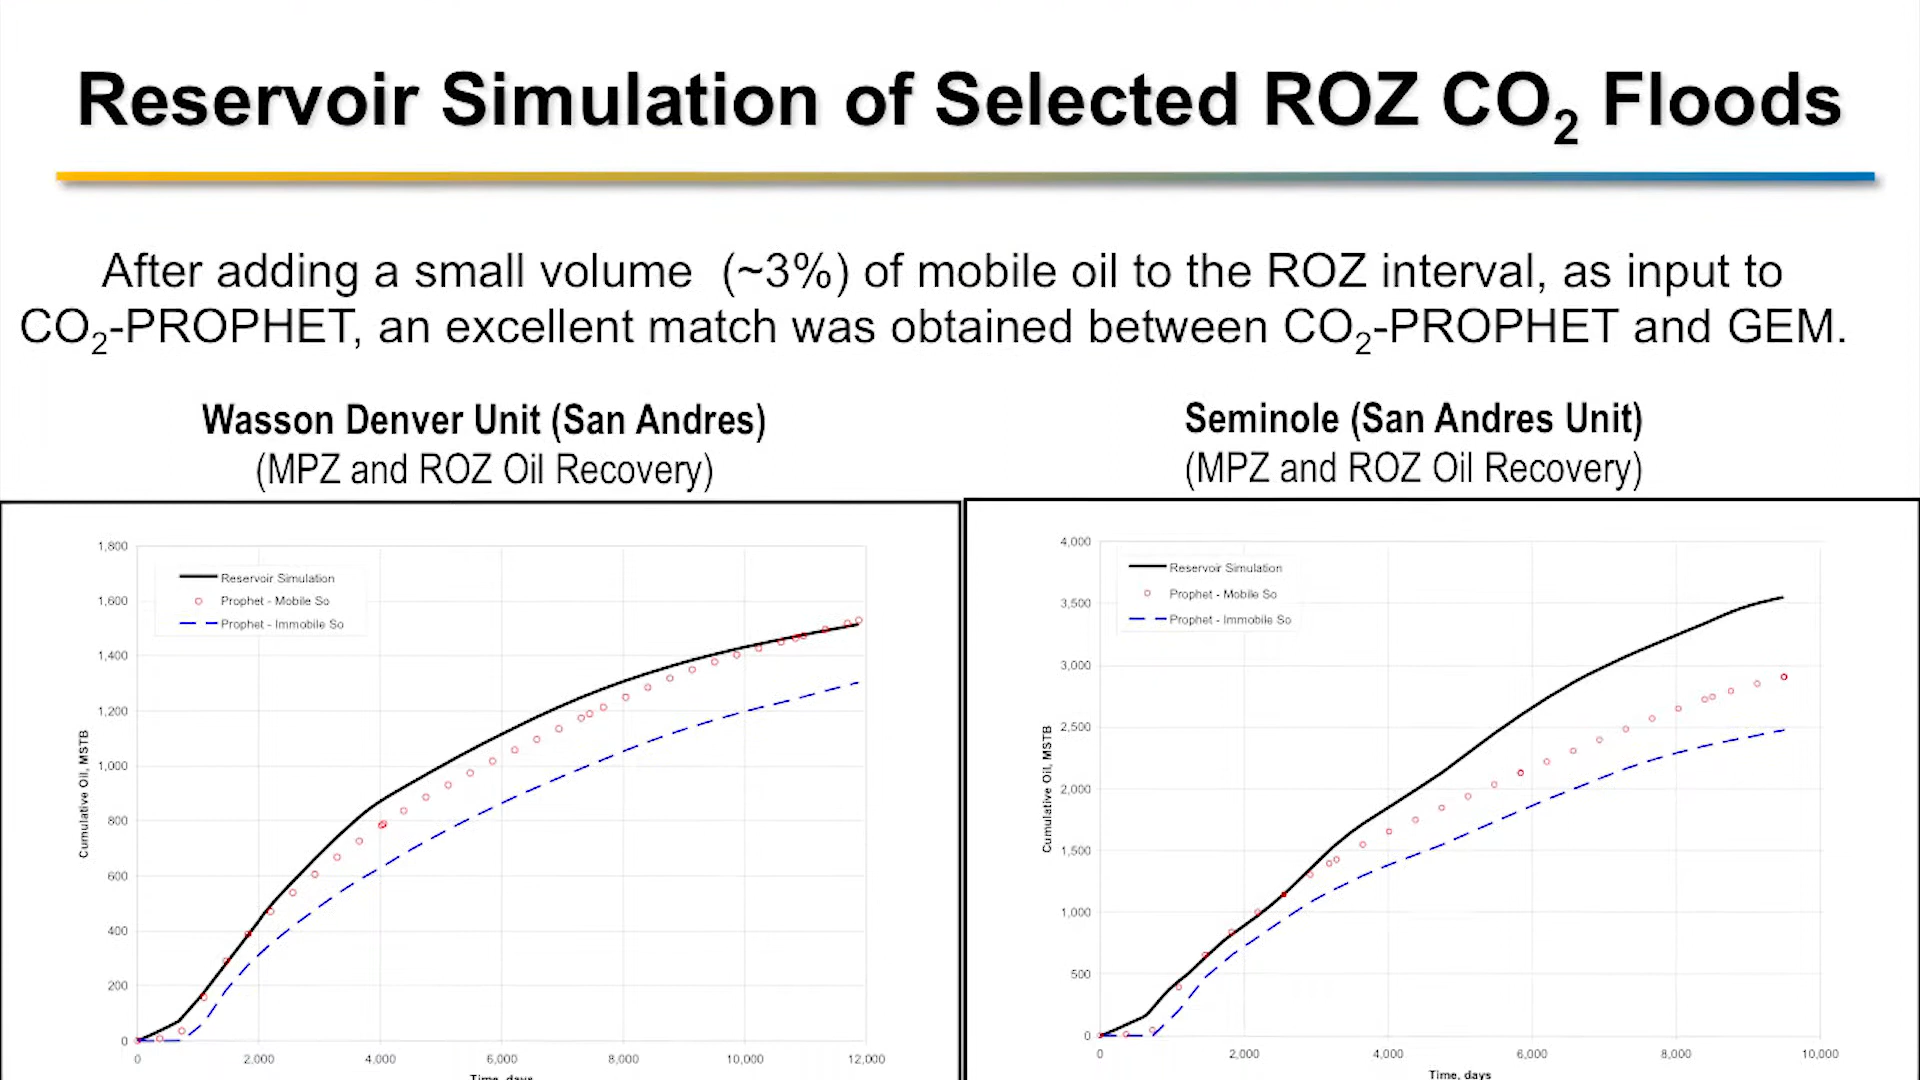 Reservoir Simulation of Selected ROZ CO2 Floods
After adding a small volume (~3%) of mobile oil to the ROZ interval, as input to
CO2-PROPHET, an excellent match was obtained between CO2-PROPHET and GEM.
Wasson Denver Unit (San Andres)
(MPZ and ROZ Oil Recovery)
Seminole (San Andres Unit)
(MPZ and ROZ Oil Recovery)
Cumulative Oil, MSTB
1,800
1,600
1,400
1,200
1,000
800
600
400
200
0
Reservoir Simulation
Prophet - Mobile So
Prophet - Immobile So
0 2,000 4,000 6,000 8,000 10,000 12,000
Time, days
Cumulative Oil, MSTB
4,000
3,500
3,000
2,500
2,000
1,500
1,000
500
0
Reservoir Simulation
Prophet - Mobile So
Prophet - Immobile So
0 2,000 4,000 6,000 8,000 10,000
Time, days